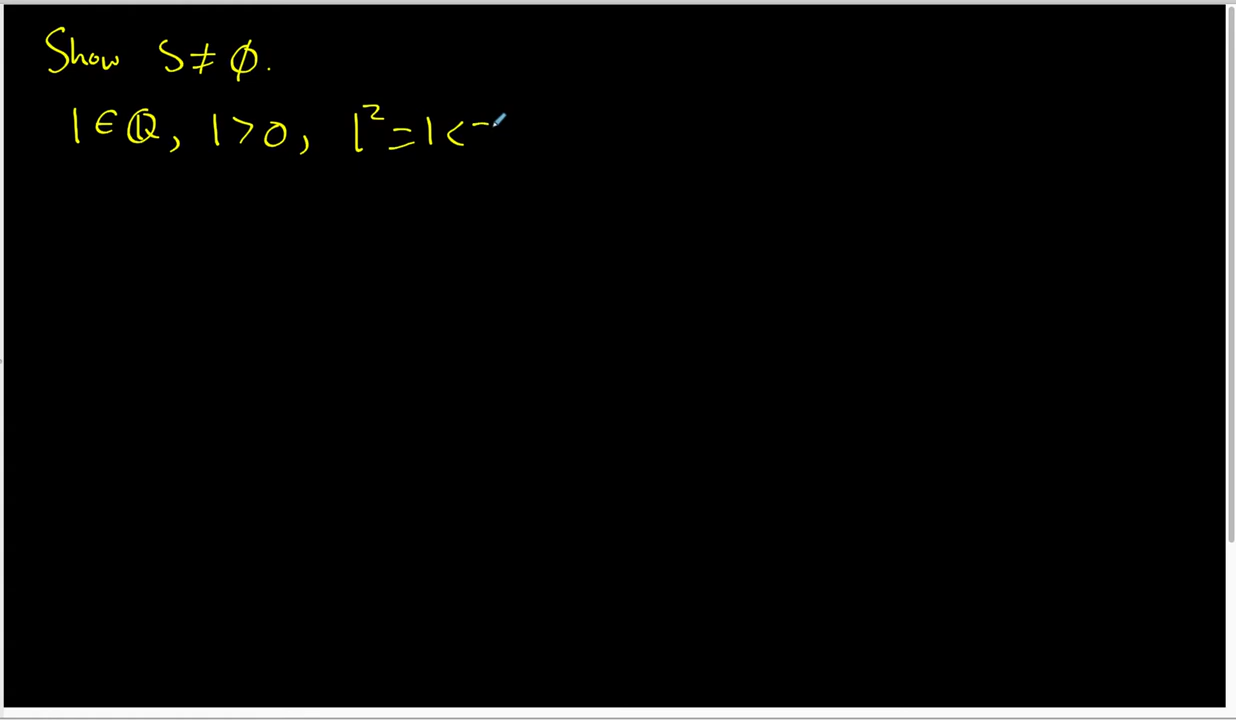 Show S ≠ ∅.
1 ∈ ℚ, 1 > 0, 1² = 1 <